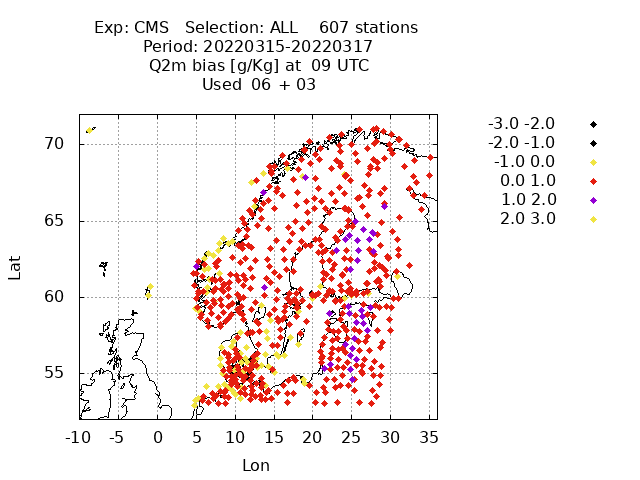 Exp: CMS   Selection: ALL    607 stations
Period: 20220315-20220317
Q2m bias [g/Kg] at  09 UTC
Used  06 + 03
-3.0 -2.0
-2.0 -1.0
-1.0 0.0
0.0 1.0
1.0 2.0
2.0 3.0
70
65
60
55
Lat
-10 -5 0 5 10 15 20 25 30 35
Lon